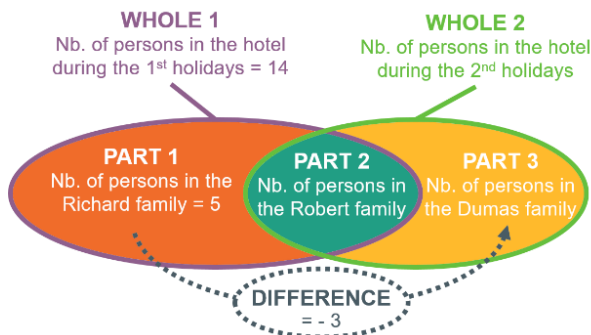 WHOLE 1
Nb. of persons in the hotel
during the 1st holidays = 14
WHOLE 2
Nb. of persons in the hotel
during the 2nd holidays
PART 1
Nb. of persons in the
Richard family = 5
PART 2
Nb. of persons in
the Robert family
PART 3
Nb. of persons in
the Dumas family
DIFFERENCE
= - 3